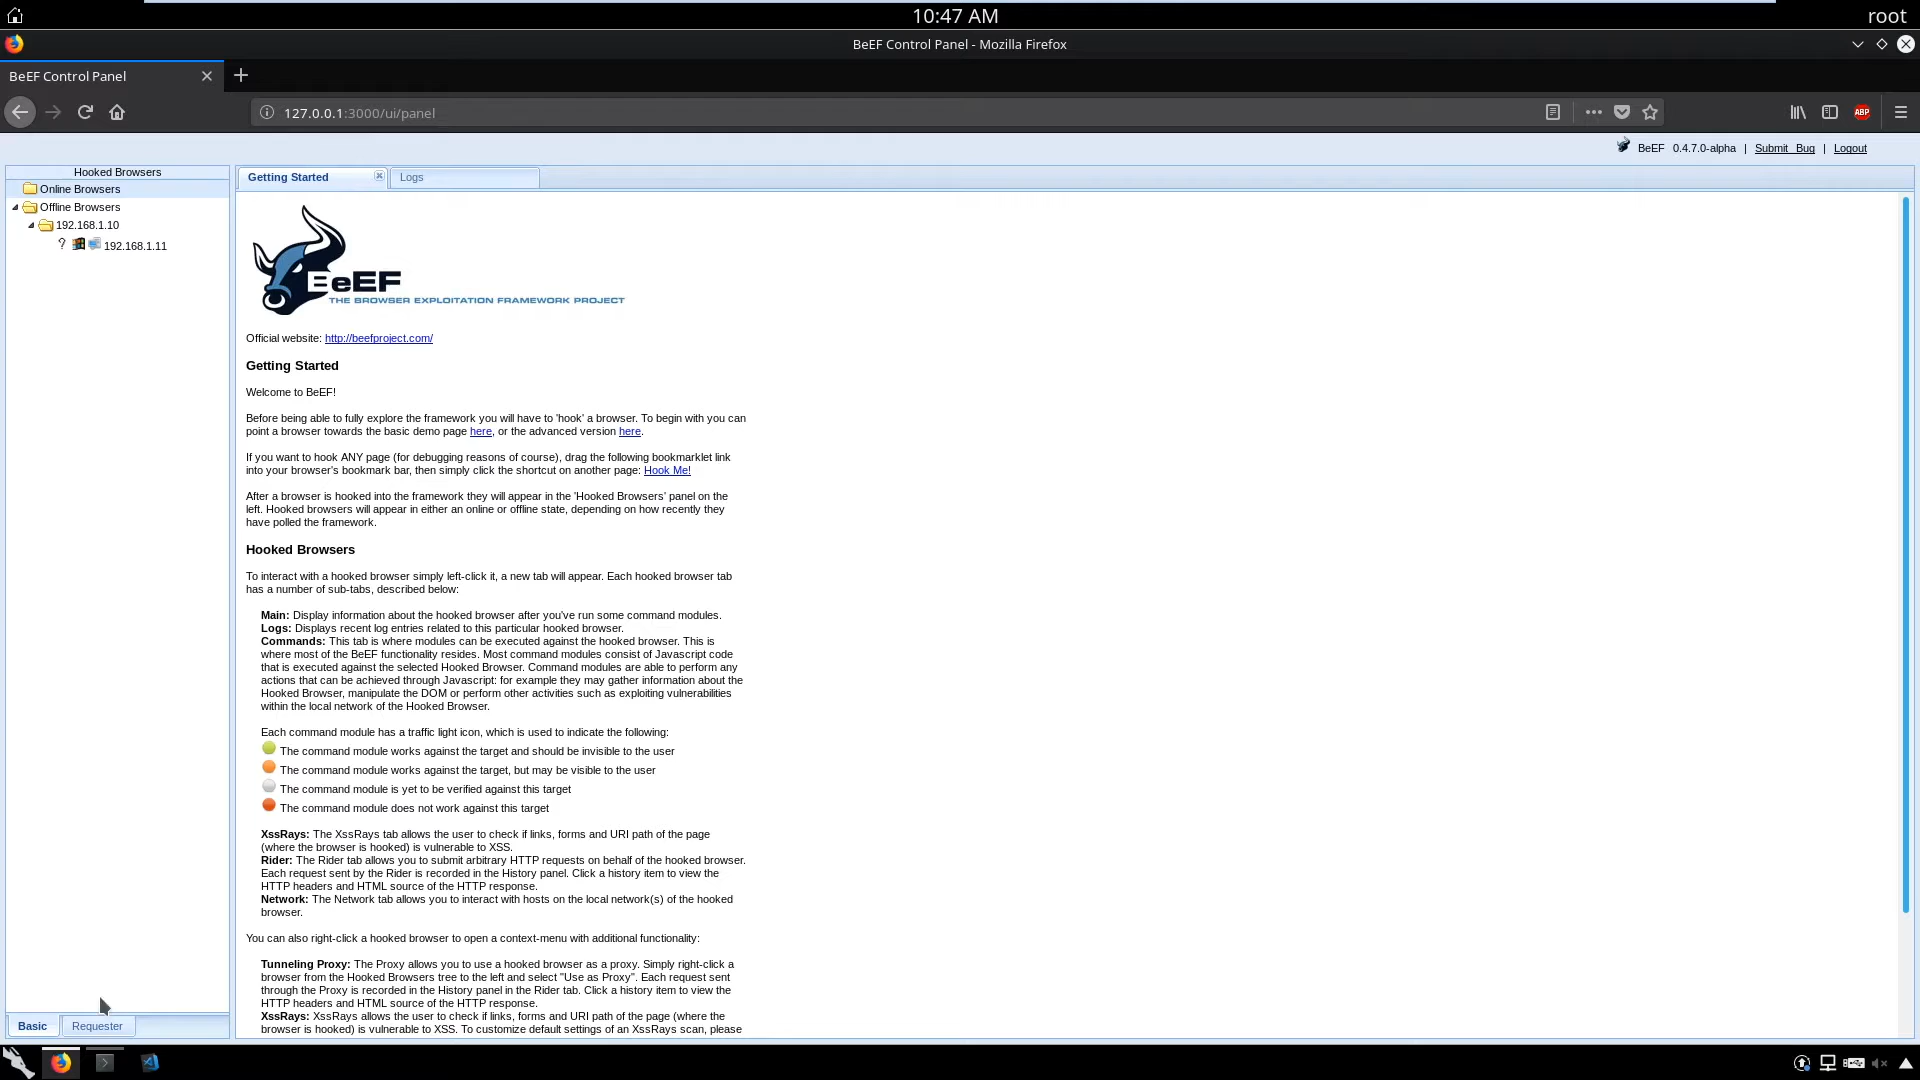 10:47 AM
root
BeEF Control Panel - Mozilla Firefox
BeEF Control Panel
127.0.0.1:3000/ui/panel
ABP
BeEF 0.4.7.0-alpha | Submit Bug | Logout
Hooked Browsers
Online Browsers
Offline Browsers
192.168.1.10
? 192.168.1.11
Getting Started
Logs
BeEF
THE BROWSER EXPLOITATION FRAMEWORK PROJECT
Official website: http://beefproject.com/
Getting Started
Welcome to BeEF!
Before being able to fully explore the framework you will have to 'hook' a browser. To begin with you can
point a browser towards the basic demo page here, or the advanced version here.
If you want to hook ANY page (for debugging reasons of course), drag the following bookmarklet link
into your browser's bookmark bar, then simply click the shortcut on another page: Hook Me!
After a browser is hooked into the framework they will appear in the 'Hooked Browsers' panel on the
left. Hooked browsers will appear in either an online or offline state, depending on how recently they
have polled the framework.
Hooked Browsers
To interact with a hooked browser simply left-click it, a new tab will appear. Each hooked browser tab
has a number of sub-tabs, described below:
Main: Display information about the hooked browser after you've run some command modules.
Logs: Displays recent log entries related to this particular hooked browser.
Commands: This tab is where modules can be executed against the hooked browser. This is
where most of the BeEF functionality resides. Most command modules consist of Javascript code
that is executed against the selected Hooked Browser. Command modules are able to perform any
actions that can be achieved through Javascript: for example they may gather information about the
Hooked Browser, manipulate the DOM or perform other activities such as exploiting vulnerabilities
within the local network of the Hooked Browser.
Each command module has a traffic light icon, which is used to indicate the following:
The command module works against the target and should be invisible to the user
The command module works against the target, but may be visible to the user
The command module is yet to be verified against this target
The command module does not work against this target
XssRays: The XssRays tab allows the user to check if links, forms and URI path of the page
(where the browser is hooked) is vulnerable to XSS.
Rider: The Rider tab allows you to submit arbitrary HTTP requests on behalf of the hooked browser.
Each request sent by the Rider is recorded in the History panel. Click a history item to view the
HTTP headers and HTML source of the HTTP response.
Network: The Network tab allows you to interact with hosts on the local network(s) of the hooked
browser.
You can also right-click a hooked browser to open a context-menu with additional functionality:
Tunneling Proxy: The Proxy allows you to use a hooked browser as a proxy. Simply right-click a
browser from the Hooked Browsers tree to the left and select "Use as Proxy". Each request sent
through the Proxy is recorded in the History panel in the Rider tab. Click a history item to view the
HTTP headers and HTML source of the HTTP response.
XssRays: XssRays allows the user to check if links, forms and URI path of the page (where the
browser is hooked) is vulnerable to XSS. To customize default settings of an XssRays scan, please
Basic
Requester